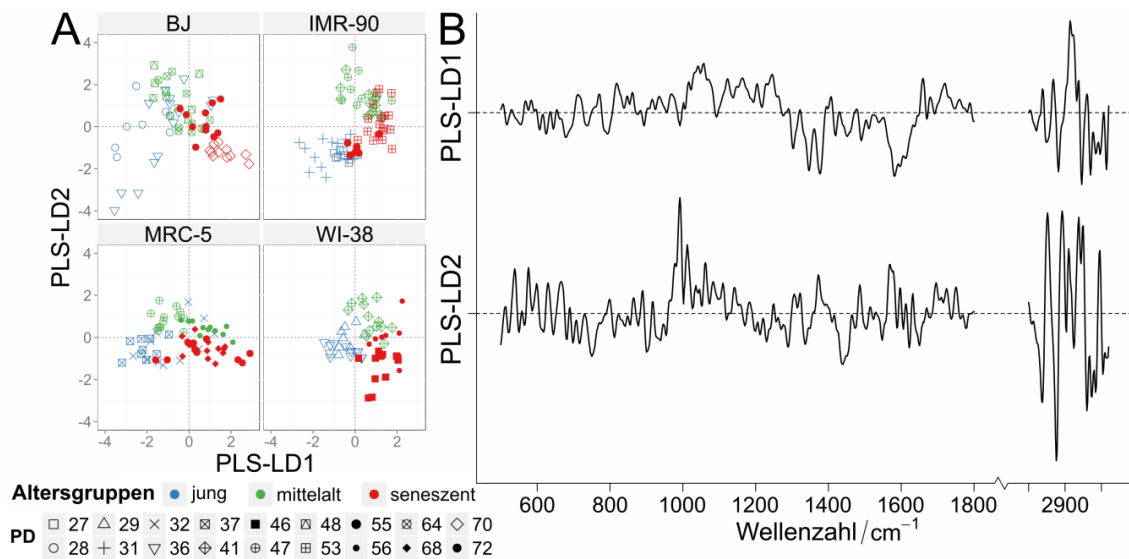 A
BJ IMR-90
4
2
0
-2
-4
MRC-5 WI-38
4
2
0
-2
-4
-4 -2 0 2 -4 -2 0 2
PLS-LD2
PLS-LD1
B
PLS-LD1
PLS-LD2
600 800 1000 1200 1400 1600 1800 2900
Wellenzahl/cm⁻¹
Altersgruppen jung mittelalt seneszent
PD 27 29 32 37 46 48 55 64 70
28 31 36 41 47 53 56 68 72